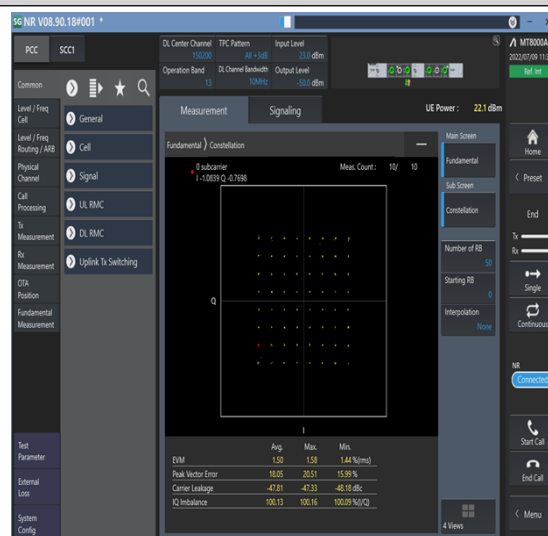 5G NR V08.90.18#001 *
PCC SCC1
DL Center Channel TPC Pattern Input Level
150200 All +3dB 23.0 dBm
Operation Band DL Channel Bandwidth Output Level
13 10MHz -50.0 dBm
MT8000A
2022/07/09 11:5
Ref. Int
Common
Level / Freq
Cell
Level / Freq
Routing / ARB
Physical
Channel
Call
Processing
Tx
Measurement
Rx
Measurement
OTA
Position
Fundamental
Measurement
Test
Parameter
External
Loss
System
Config
General
Cell
Signal
UL RMC
DL RMC
Uplink Tx Switching
Measurement Signaling UE Power : 22.1 dBm
Fundamental Constellation
0 subcarrier Meas. Count : 10/ 10
I -1.0839 Q -0.7698
Q
I
Avg. Max. Min.
EVM 1.50 1.58 1.44 %(rms)
Peak Vector Error 18.05 20.51 15.99 %
Carrier Leakage -47.81 -47.33 -48.18 dBc
IQ Imbalance 100.13 100.16 100.09 %(I/Q)
Main Screen
Fundamental
Sub Screen
Constellation
Number of RB
50
Starting RB
0
Interpolation
None
4 Views
Home
Preset
End
Tx
Rx
Single
Continuous
NR
Connected
Start Call
End Call
Menu